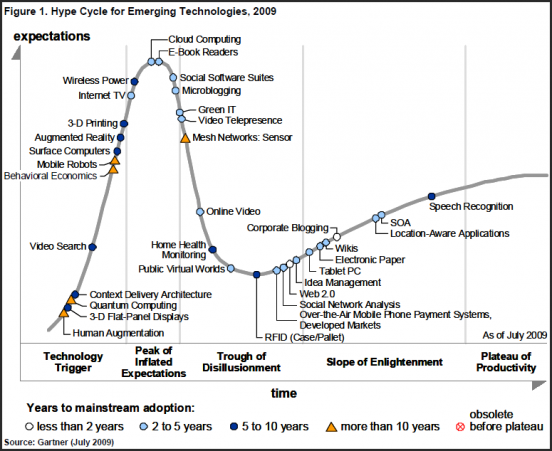 Figure 1. Hype Cycle for Emerging Technologies, 2009
expectations
Cloud Computing
E-Book Readers
Wireless Power
Social Software Suites
Internet TV
Microblogging
Green IT
3-D Printing
Video Telepresence
Augmented Reality
Mesh Networks: Sensor
Surface Computers
Mobile Robots
Behavioral Economics
Online Video
Speech Recognition
Corporate Blogging
SOA
Location-Aware Applications
Video Search
Home Health
Monitoring
Wikis
Electronic Paper
Public Virtual Worlds
Tablet PC
Idea Management
Context Delivery Architecture
Web 2.0
Quantum Computing
Social Network Analysis
3-D Flat-Panel Displays
Over-the-Air Mobile Phone Payment Systems,
Developed Markets
Human Augmentation
RFID (Case/Pallet)
As of July 2009
Technology
Trigger
Peak of
Inflated
Expectations
Trough of
Disillusionment
Slope of Enlightenment
Plateau of
Productivity
time
Years to mainstream adoption:
less than 2 years
2 to 5 years
5 to 10 years
more than 10 years
obsolete
before plateau
Source: Gartner (July 2009)